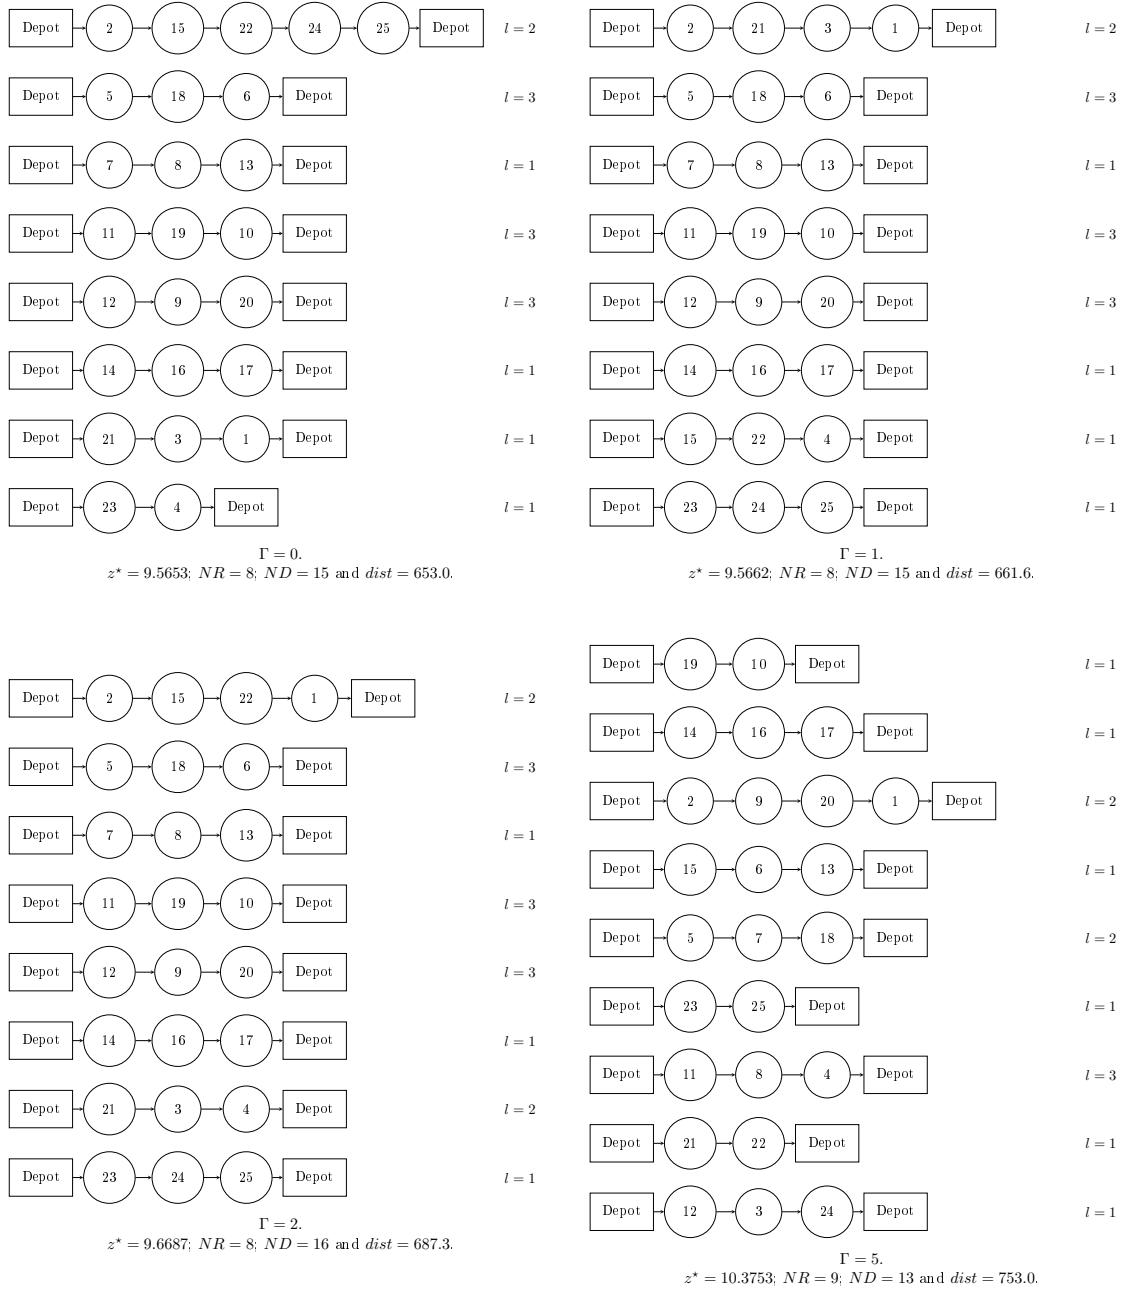 Depot 2 15 22 24 25 Depot l = 2
Depot 5 18 6 Depot l = 3
Depot 7 8 13 Depot l = 1
Depot 11 19 10 Depot l = 3
Depot 12 9 20 Depot l = 3
Depot 14 16 17 Depot l = 1
Depot 21 3 1 Depot l = 1
Depot 23 4 Depot l = 1
Γ = 0.
z⋆ = 9.5653; NR = 8; ND = 15 and dist = 653.0.
Depot 2 21 3 1 Depot l = 2
Depot 5 18 6 Depot l = 3
Depot 7 8 13 Depot l = 1
Depot 11 19 10 Depot l = 3
Depot 12 9 20 Depot l = 3
Depot 14 16 17 Depot l = 1
Depot 15 22 4 Depot l = 1
Depot 23 24 25 Depot l = 1
Γ = 1.
z⋆ = 9.5662; NR = 8; ND = 15 and dist = 661.6.
Depot 2 15 22 1 Depot l = 2
Depot 5 18 6 Depot l = 3
Depot 7 8 13 Depot l = 1
Depot 11 19 10 Depot l = 3
Depot 12 9 20 Depot l = 3
Depot 14 16 17 Depot l = 1
Depot 21 3 4 Depot l = 2
Depot 23 24 25 Depot l = 1
Γ = 2.
z⋆ = 9.6687; NR = 8; ND = 16 and dist = 687.3.
Depot 19 10 Depot l = 1
Depot 14 16 17 Depot l = 1
Depot 2 9 20 1 Depot l = 2
Depot 15 6 13 Depot l = 1
Depot 5 7 18 Depot l = 2
Depot 23 25 Depot l = 1
Depot 11 8 4 Depot l = 3
Depot 21 22 Depot l = 1
Depot 12 3 24 Depot l = 1
Γ = 5.
z⋆ = 10.3753; NR = 9; ND = 13 and dist = 753.0.